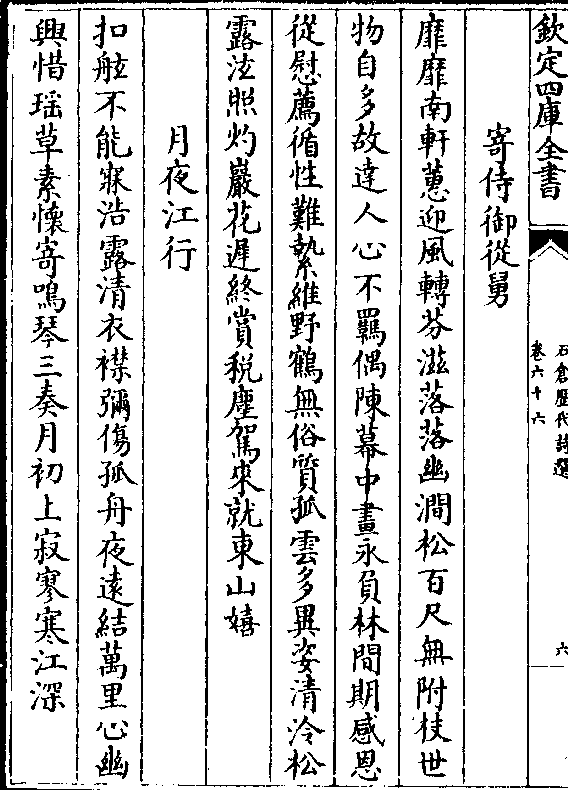 欽定四庫全書
石倉歷代詩選
卷六十六
六
寄侍御從舅
靡靡南軒蕙迎風轉芬滋落落幽澗松百尺無附枝世
物自多故達人心不羈偶陳幕中畫永負林間期感恩
從慰薦循性難縶維野鶴無俗質孤雲多異姿清泠松
露泫照灼巖花遲終當稅塵駕來就東山嬉
月夜江行
扣舷不能寐浩露清衣襟彌傷孤舟夜遠結萬里心幽
興惜瑶草素懷寄鳴琴三奏月初上寂寥寒江深